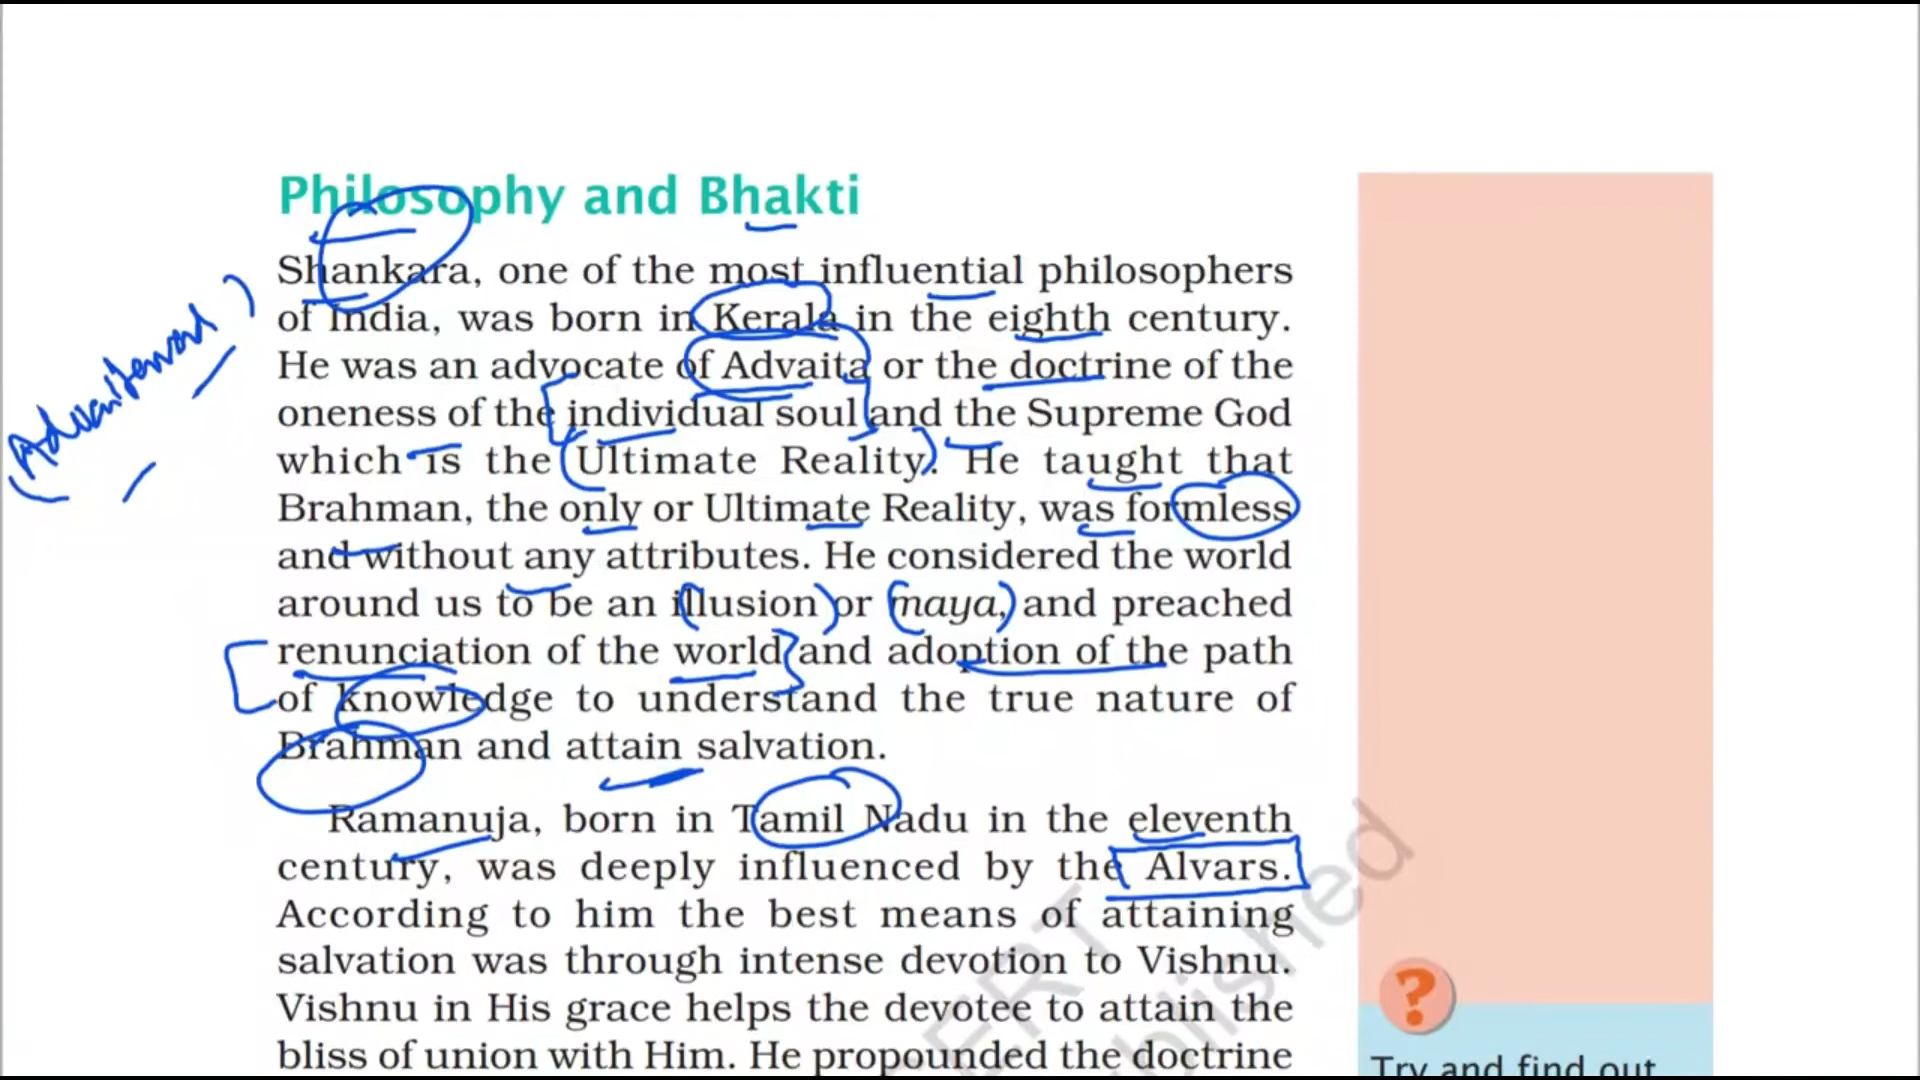 Philosophy and Bhakti
Shankara, one of the most influential philosophers
of India, was born in Kerala in the eighth century.
He was an advocate of Advaita or the doctrine of the
oneness of the individual soul and the Supreme God
which is the Ultimate Reality. He taught that
Brahman, the only or Ultimate Reality, was formless
and without any attributes. He considered the world
around us to be an illusion or maya, and preached
renunciation of the world and adoption of the path
of knowledge to understand the true nature of
Brahman and attain salvation.
Ramanuja, born in Tamil Nadu in the eleventh
century, was deeply influenced by the Alvars.
According to him the best means of attaining
salvation was through intense devotion to Vishnu.
Vishnu in His grace helps the devotee to attain the
bliss of union with Him. He propounded the doctrine
?
Try and find out